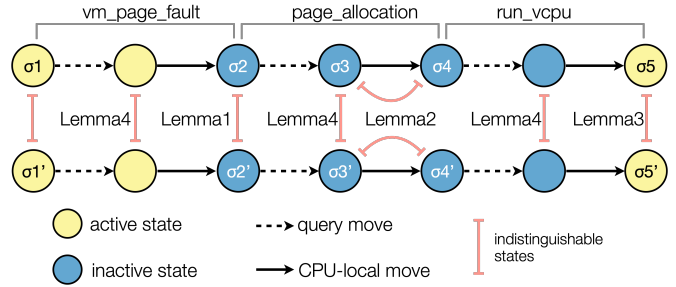 vm_page_fault page_allocation run_vcpu
σ1 σ2 σ3 σ4 σ5
Lemma4 Lemma1 Lemma4 Lemma2 Lemma4 Lemma3
σ1' σ2' σ3' σ4' σ5'
active state query move
inactive state CPU-local move
indistinguishable
states